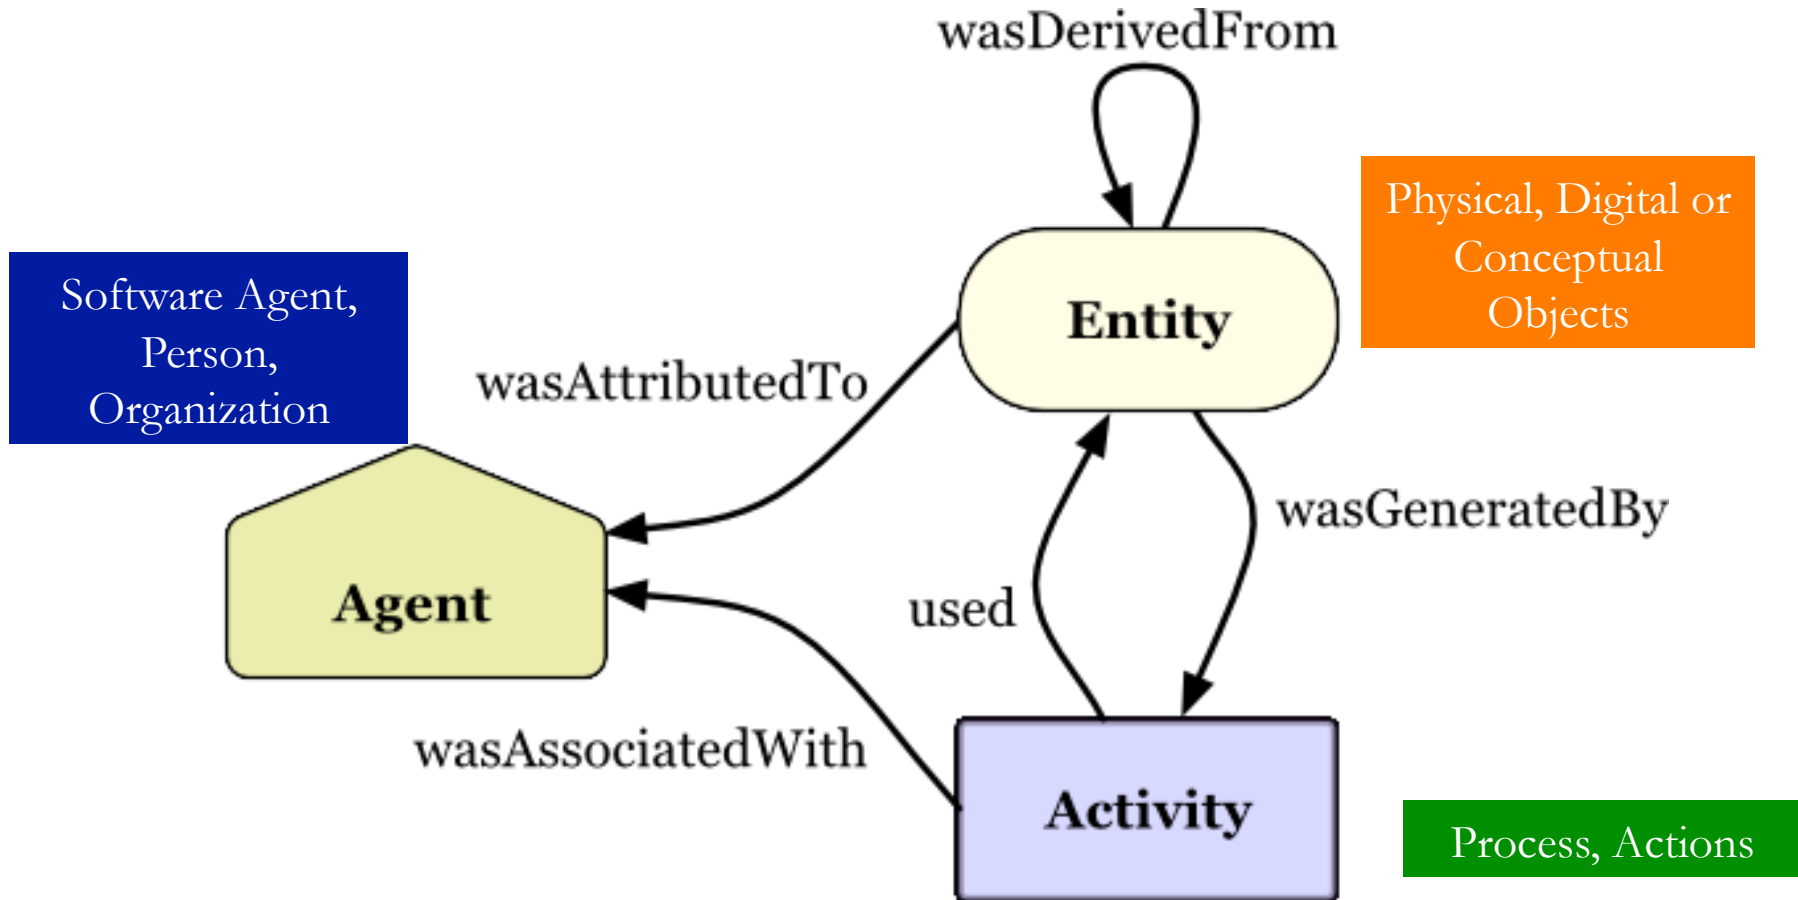 wasDerivedFrom
Physical, Digital or
Conceptual
Objects
Software Agent,
Person,
Organization
Entity
wasAttributedTo
wasGeneratedBy
Agent
used
wasAssociatedWith
Activity
Process, Actions